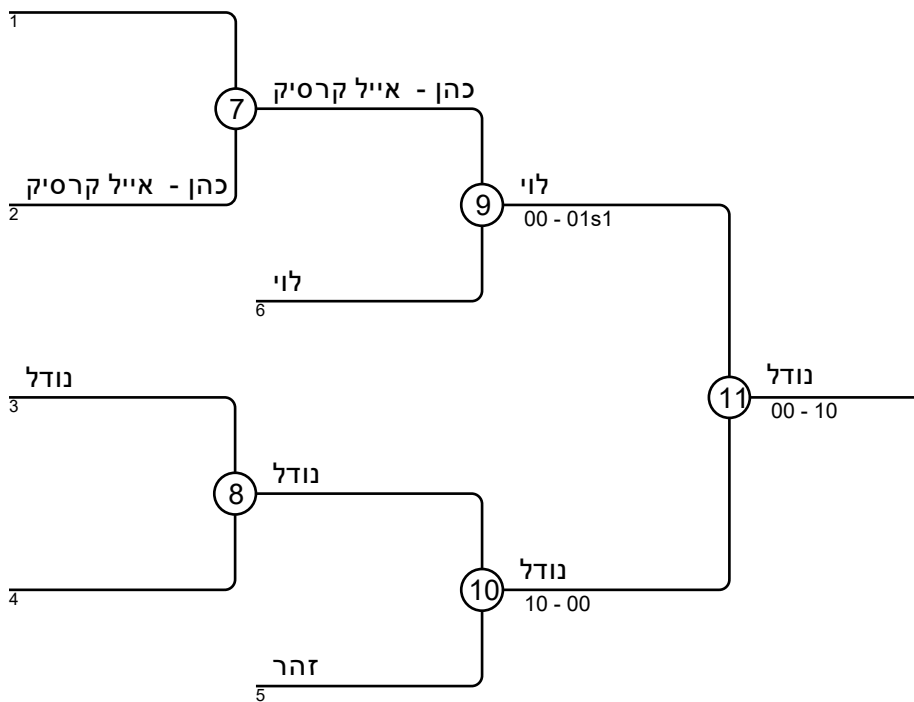 1
7
כהן - אייל קרסיק
כהן - אייל קרסיק
2
9
לוי
00 - 01s1
לוי
6
נודל
3
11
נודל
00 - 10
8
נודל
4
10
נודל
10 - 00
זהר
5